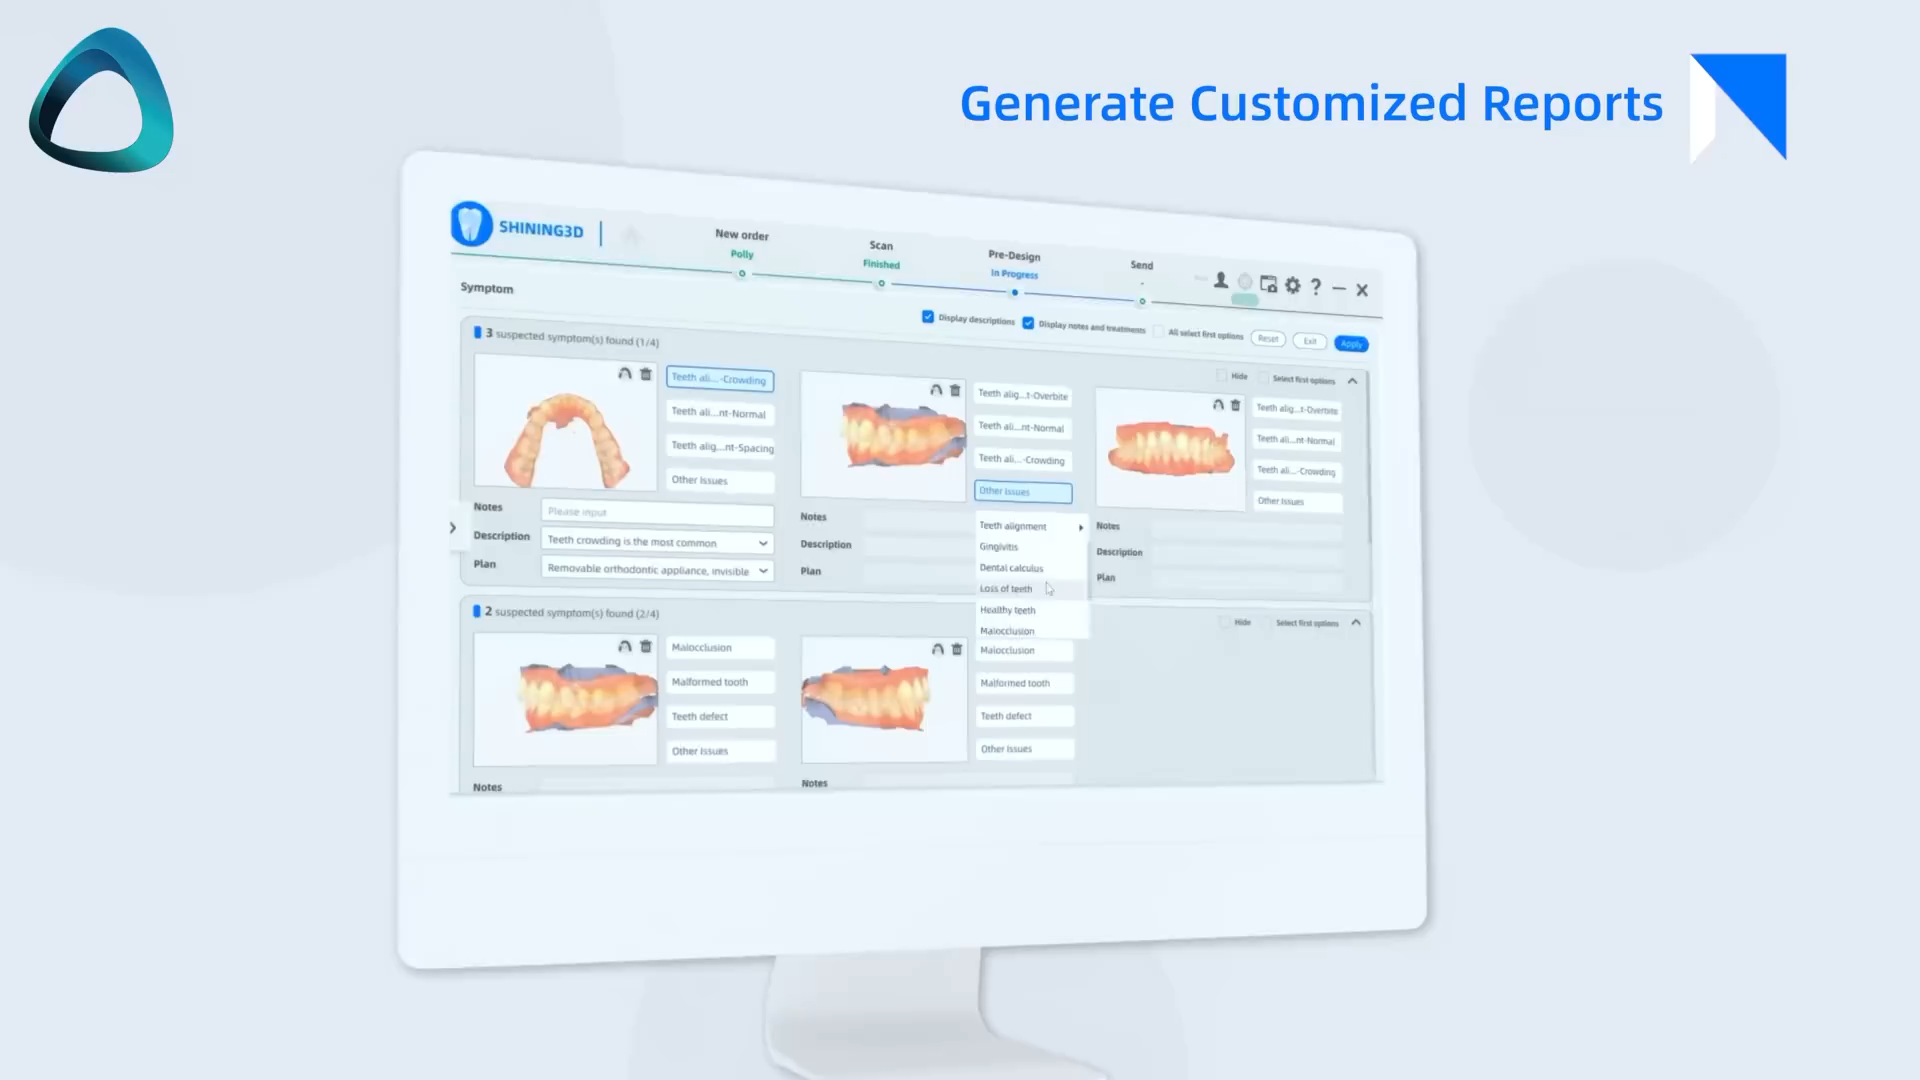 Generate Customized Reports
SHINING3D
New order
Polly
Scan
Finished
Pre-Design
In Progress
Send
-
?
Symptom
Display descriptions
Display notes and treatments
All select first options
Reset
Exit
Apply
3 suspected symptom(s) found (1/4)
Hide
Select first options
Teeth ali...-Crowding
Teeth ali...nt-Normal
Teeth alig...nt-Spacing
Other Issues
Notes
Please input
Description
Teeth crowding is the most common
Plan
Removable orthodontic appliance, invisible
Teeth alig...t-Overbite
Teeth ali...nt-Normal
Teeth ali...-Crowding
Other Issues
Notes
Description
Plan
Teeth alignment
Gingivitis
Dental calculus
Loss of teeth
Healthy teeth
Malocclusion
Teeth alig...t-Overbite
Teeth ali...nt-Normal
Teeth ali...-Crowding
Other Issues
Notes
Description
Plan
2 suspected symptom(s) found (2/4)
Hide
Select first options
Malocclusion
Malformed tooth
Teeth defect
Other Issues
Notes
Malocclusion
Malformed tooth
Teeth defect
Other Issues
Notes